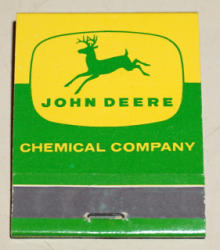 JOHN DEERE
CHEMICAL COMPANY